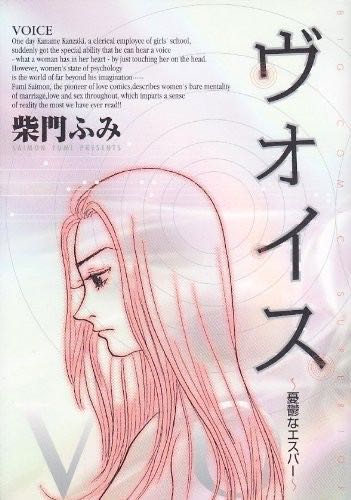 VOICE
One day Kaname Kanzaki, a clerical employee of girls' school,
suddenly got the special ability that he can hear a voice
- what a woman has in her heart - by just touching her on the head.
However, women's state of psychology
is the world of far beyond his imagination-----
Fumi Saimon, the pioneer of love comics,describes women's bare mentality
of marriage,love and sex throughout, which imparts a sense
of reality the most we have ever read!!!
柴門ふみ
SAIMON FUMI PRESENTS
ヴォイス
～憂鬱なエスパー～
BIG COMICS SUPERIOR